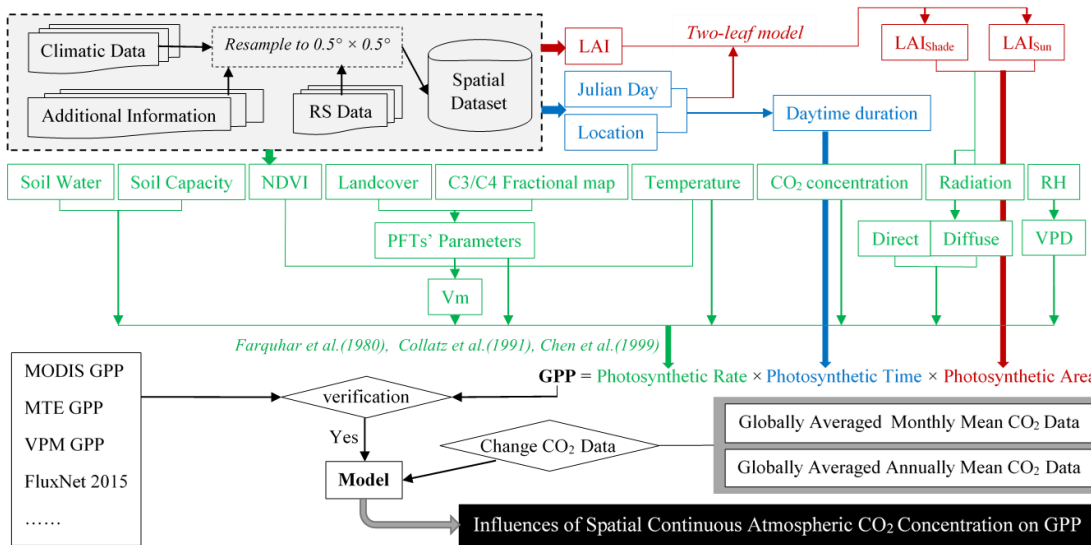 Climatic Data
Resample to 0.5° × 0.5°
Additional Information
RS Data
Spatial
Dataset
LAI
Two-leaf model
LAIShade
LAISun
Julian Day
Location
Daytime duration
Soil Water
Soil Capacity
NDVI
Landcover
C3/C4 Fractional map
Temperature
CO₂ concentration
Radiation
RH
PFTs' Parameters
Direct
Diffuse
VPD
Vm
Farquhar et al.(1980), Collatz et al.(1991), Chen et al.(1999)
GPP = Photosynthetic Rate × Photosynthetic Time × Photosynthetic Area
MODIS GPP
MTE GPP
VPM GPP
FluxNet 2015
……
verification
Yes
Model
Change CO₂ Data
Globally Averaged Monthly Mean CO₂ Data
Globally Averaged Annually Mean CO₂ Data
Influences of Spatial Continuous Atmospheric CO₂ Concentration on GPP